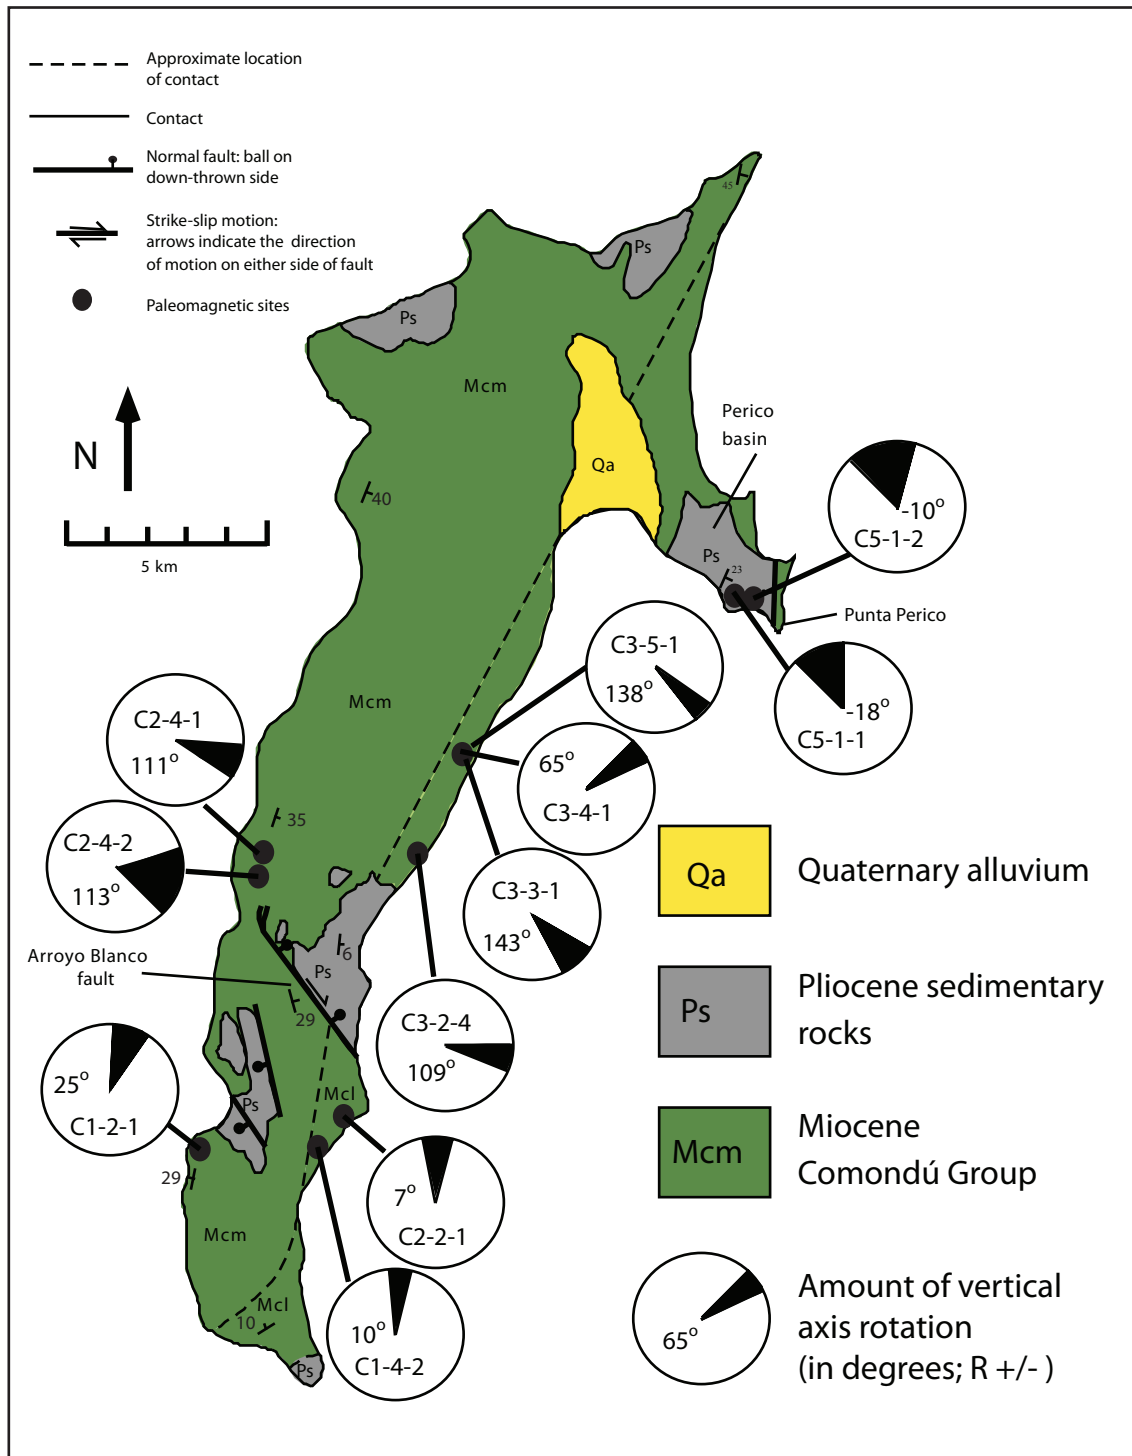 Approximate location
of contact
Contact
Normal fault: ball on
down-thrown side
Strike-slip motion:
arrows indicate the direction
of motion on either side of fault
Paleomagnetic sites
N
5 km
45
Ps
Ps
Mcm
40
Qa
Perico
basin
Ps
23
-10°
C5-1-2
Punta Perico
-18°
C5-1-1
C3-5-1
138°
65°
C3-4-1
C3-3-1
143°
Mcm
C2-4-1
111°
35
C2-4-2
113°
Arroyo Blanco
fault
6
Ps
29
C3-2-4
109°
25°
C1-2-1
Ps
Mcl
29
7°
C2-2-1
Mcm
Mcl
10
10°
C1-4-2
Ps
Qa
Quaternary alluvium
Ps
Pliocene sedimentary
rocks
Mcm
Miocene
Comondú Group
65°
Amount of vertical
axis rotation
(in degrees; R +/- )